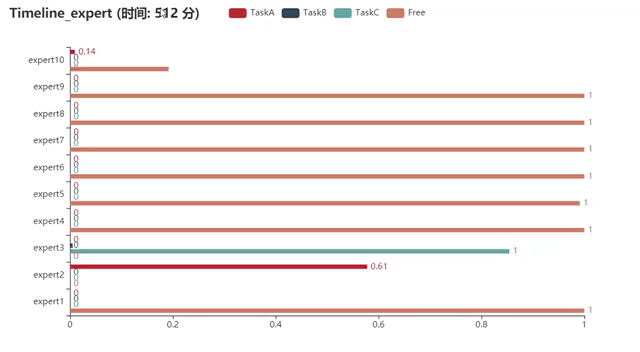 Timeline_expert (时间: 512 分)
TaskA TaskB TaskC Free
expert10 0.14 0 0
expert9 0 0 0 1
expert8 0 0 0 1
expert7 0 0 0 1
expert6 0 0 0 1
expert5 0 0 0 1
expert4 0 0 0 1
expert3 0 0 1 0
expert2 0.61 0 0 0
expert1 0 0 0 1
0 0.2 0.4 0.6 0.8 1